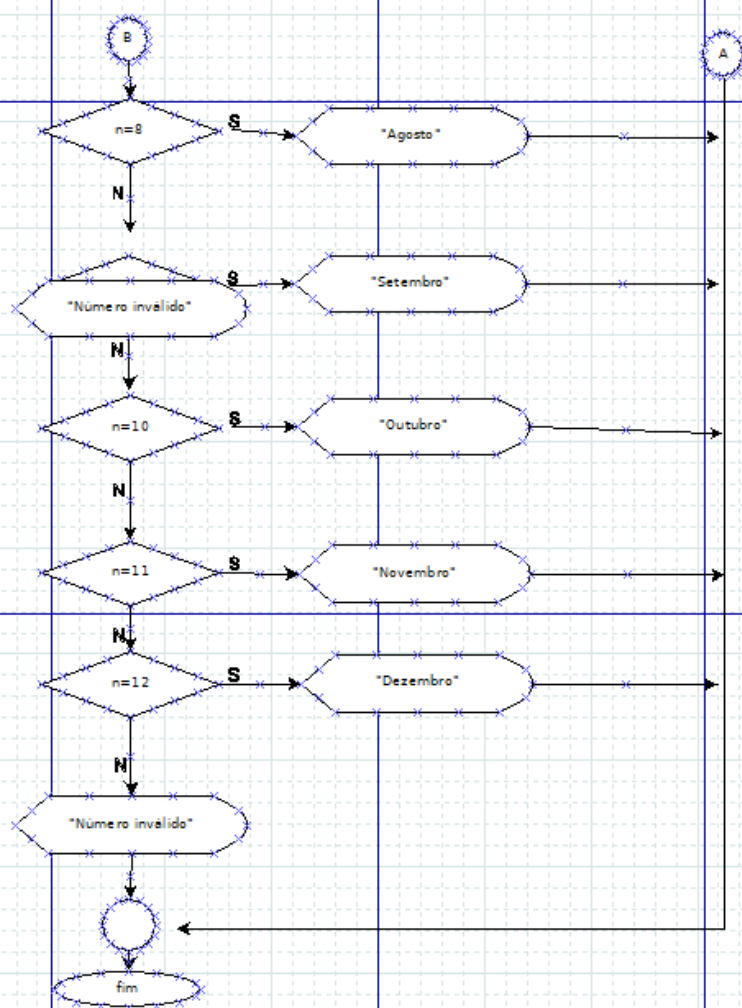 B
A
n=8
S
"Agosto"
N
S
"Setembro"
"Número inválido"
N
n=10
S
"Outubro"
N
n=11
S
"Novembro"
N
n=12
S
"Dezembro"
N
"Número inválido"
fim